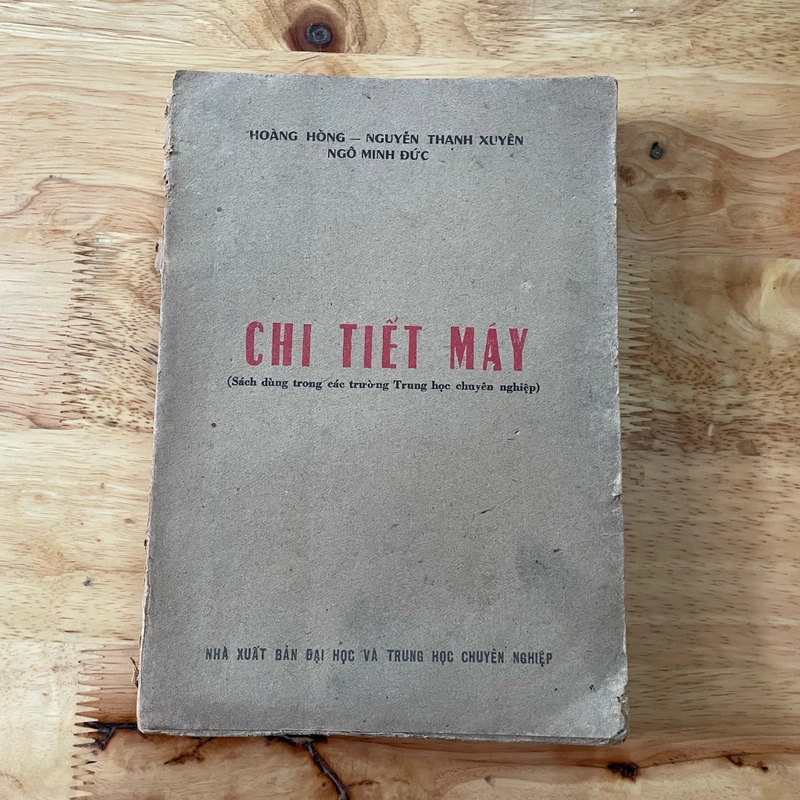 HOÀNG HÒNG — NGUYỄN THANH XUYÊN
NGÔ MINH ĐỨC
CHI TIẾT MÁY
(Sách dùng trong các trường Trung học chuyên nghiệp)
NHÀ XUẤT BẢN ĐẠI HỌC VÀ TRUNG HỌC CHUYÊN NGHIỆP